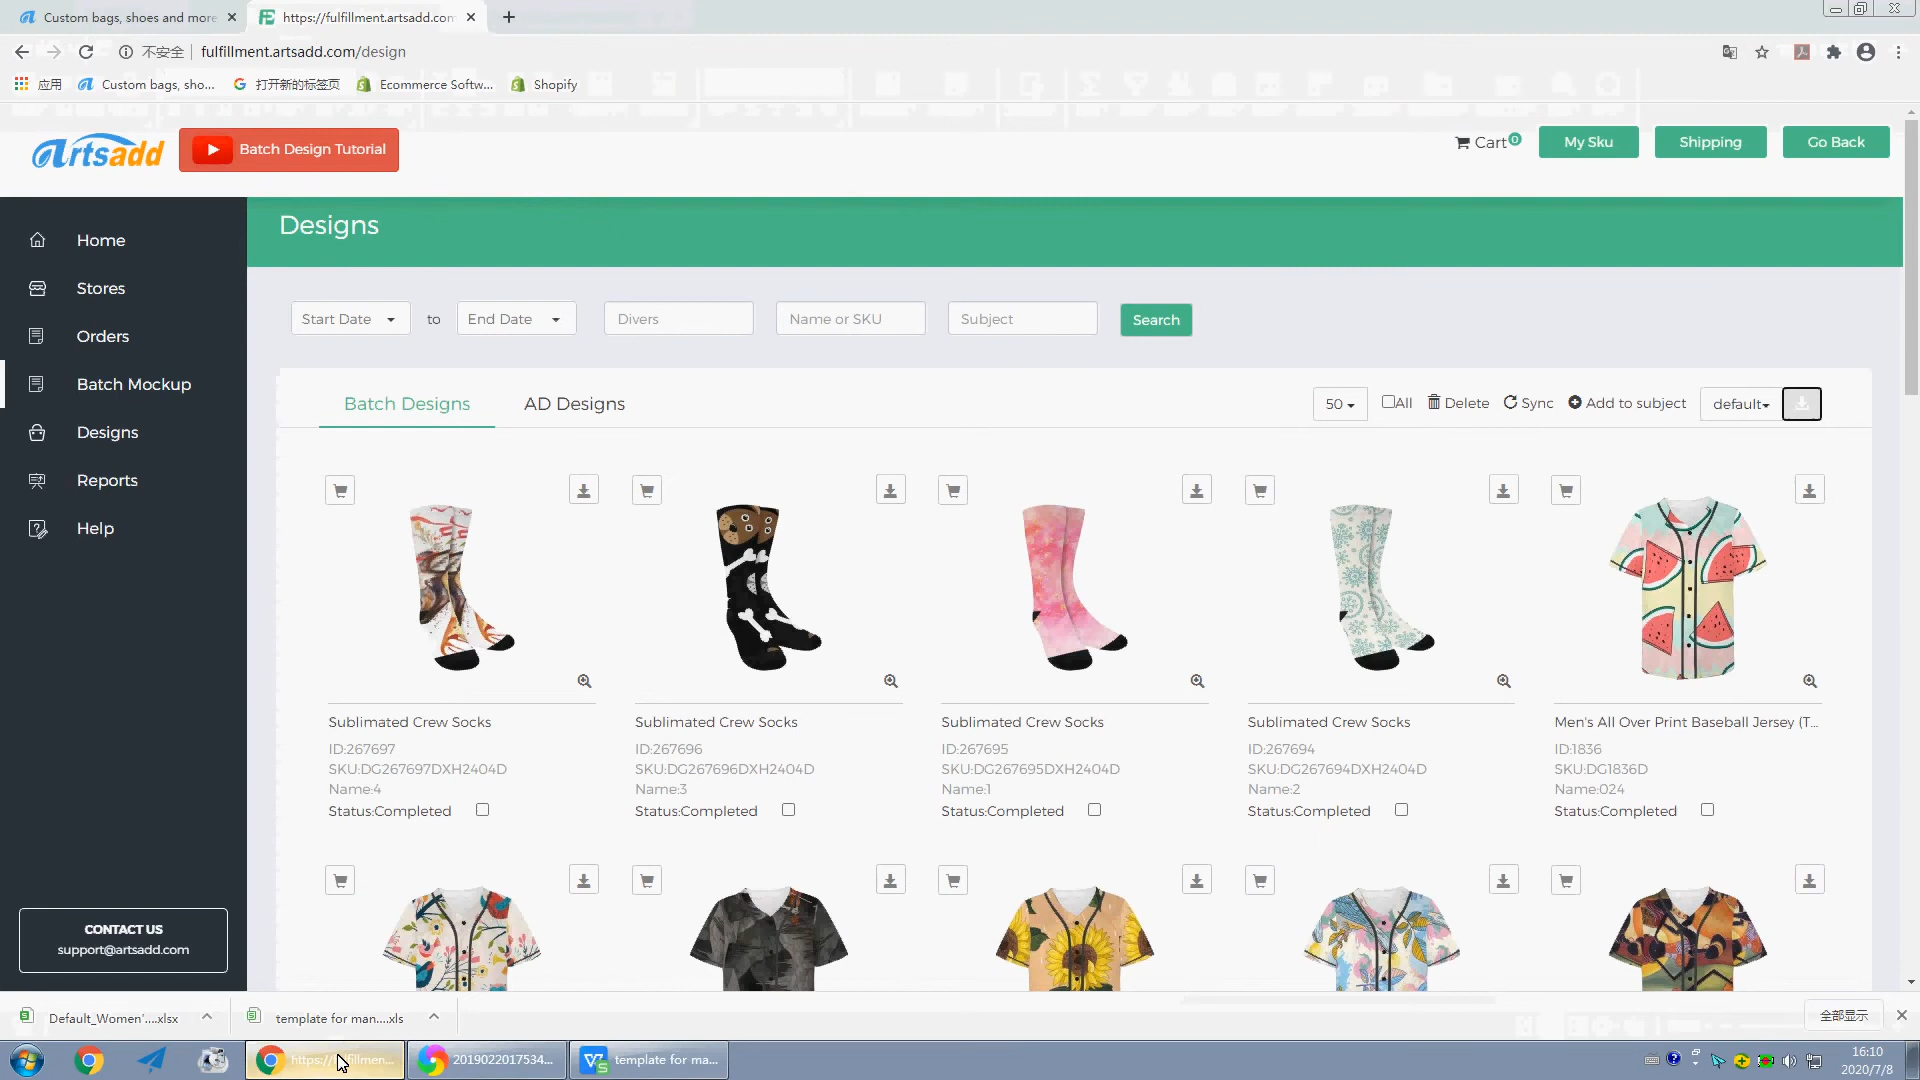 Custom bags, shoes and more
https://fulfillment.artsadd.com
不安全 fulfillment.artsadd.com/design
应用 Custom bags, sho... 打开新的标签页 Ecommerce Softw... Shopify
artsadd Batch Design Tutorial Cart 0 My Sku Shipping Go Back
Home
Stores
Orders
Batch Mockup
Designs
Reports
Help
CONTACT US
support@artsadd.com
Designs
Start Date to End Date Divers Name or SKU Subject Search
Batch Designs AD Designs 50 All Delete Sync Add to subject default
Sublimated Crew Socks
ID:267697
SKU:DG267697DXH2404D
Name:4
Status:Completed
Sublimated Crew Socks
ID:267696
SKU:DG267696DXH2404D
Name:3
Status:Completed
Sublimated Crew Socks
ID:267695
SKU:DG267695DXH2404D
Name:1
Status:Completed
Sublimated Crew Socks
ID:267694
SKU:DG267694DXH2404D
Name:2
Status:Completed
Men's All Over Print Baseball Jersey (T...
ID:1836
SKU:DG1836D
Name:024
Status:Completed
Default_Women'....xlsx template for man....xls 全部显示
https://fulfillmen... 2019022017534... template for ma...
16:10
2020/7/8